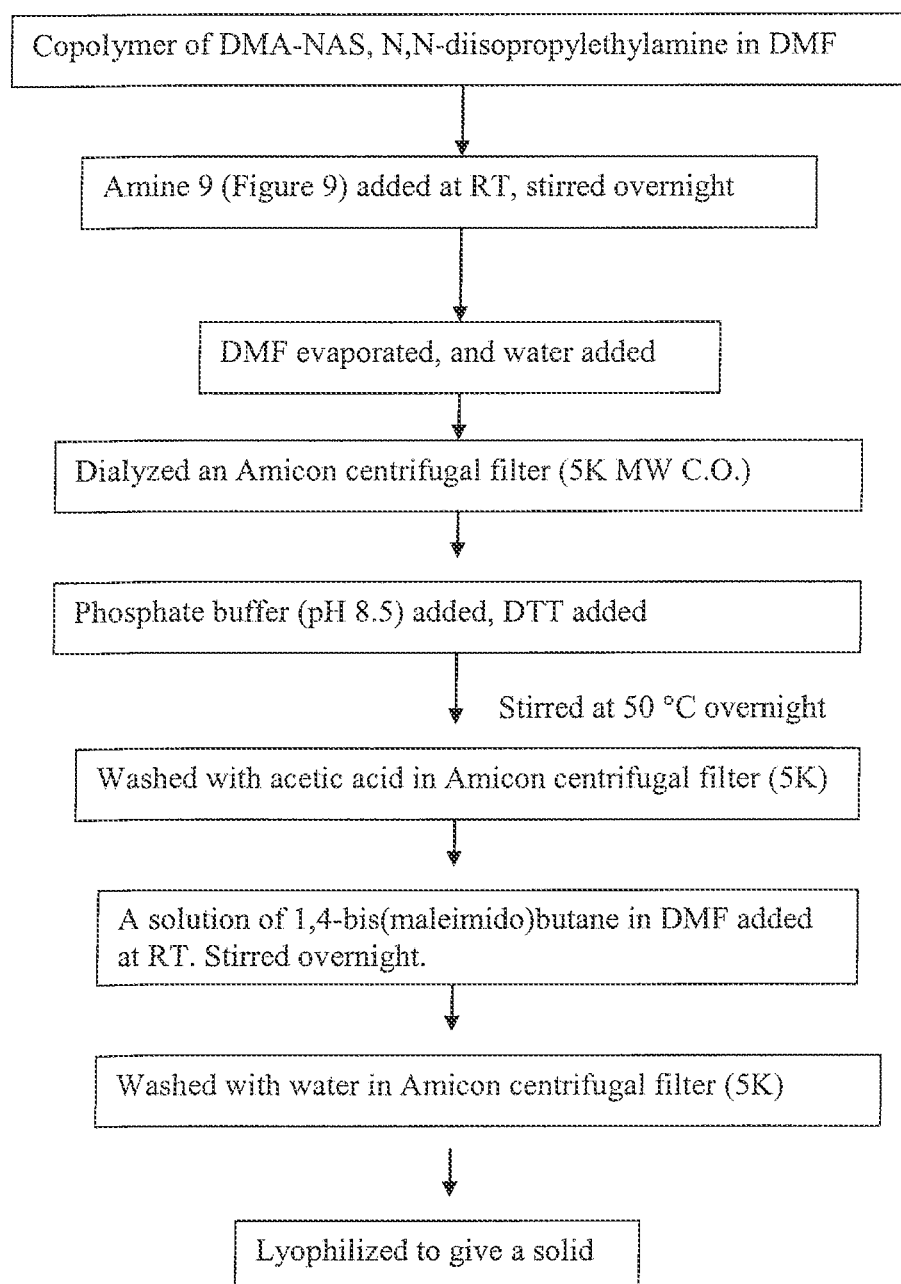 Copolymer of DMA-NAS, N,N-diisopropylethylamine in DMF
Amine 9 (Figure 9) added at RT, stirred overnight
DMF evaporated, and water added
Dialyzed an Amicon centrifugal filter (5K MW C.O.)
Phosphate buffer (pH 8.5) added, DTT added
Stirred at 50 °C overnight
Washed with acetic acid in Amicon centrifugal filter (5K)
A solution of 1,4-bis(maleimido)butane in DMF added
at RT. Stirred overnight.
Washed with water in Amicon centrifugal filter (5K)
Lyophilized to give a solid